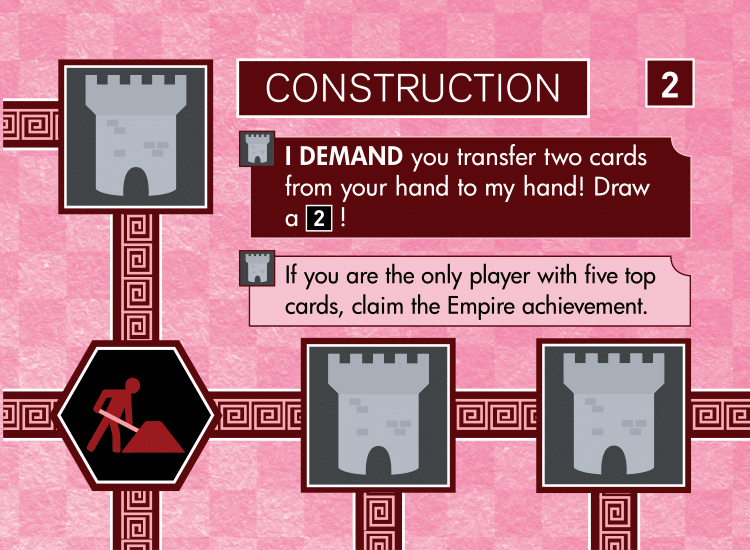 CONSTRUCTION
2
I DEMAND you transfer two cards
from your hand to my hand! Draw
a 2 !
If you are the only player with five top
cards, claim the Empire achievement.